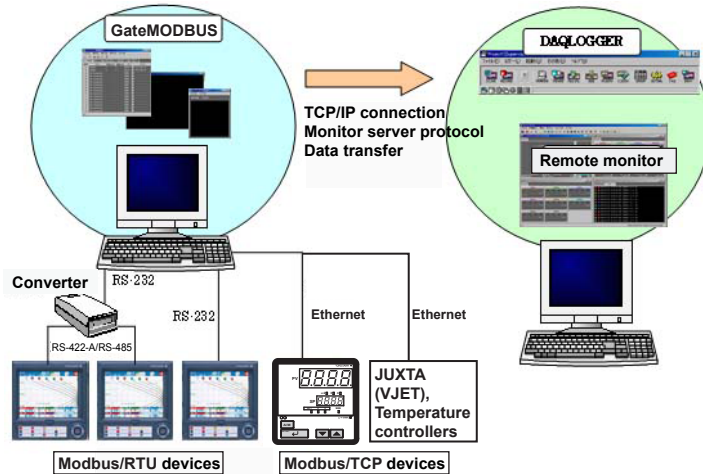 GateMODBUS
DAQLOGGER
TCP/IP connection
Monitor server protocol
Data transfer
Remote monitor
Converter
RS-232
RS-232
Ethernet
Ethernet
RS-422-A/RS-485
JUXTA
(VJET),
Temperature
controllers
Modbus/RTU devices
Modbus/TCP devices